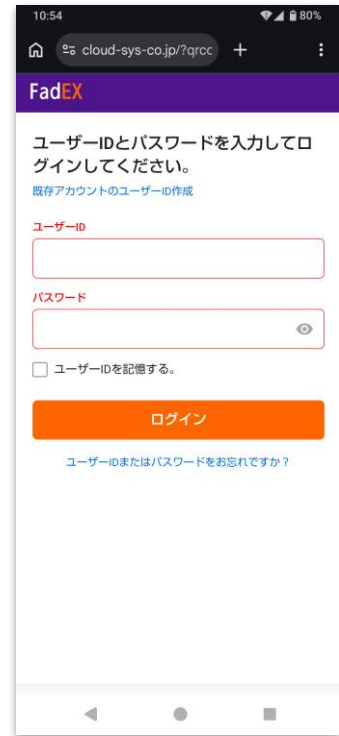 10:54
80%
cloud-sys-co.jp/?qrcc
FadEX
ユーザーIDとパスワードを入力してロ
グインしてください。
既存アカウントのユーザーID作成
ユーザーID
パスワード
ユーザーIDを記憶する。
ログイン
ユーザーIDまたはパスワードをお忘れですか？